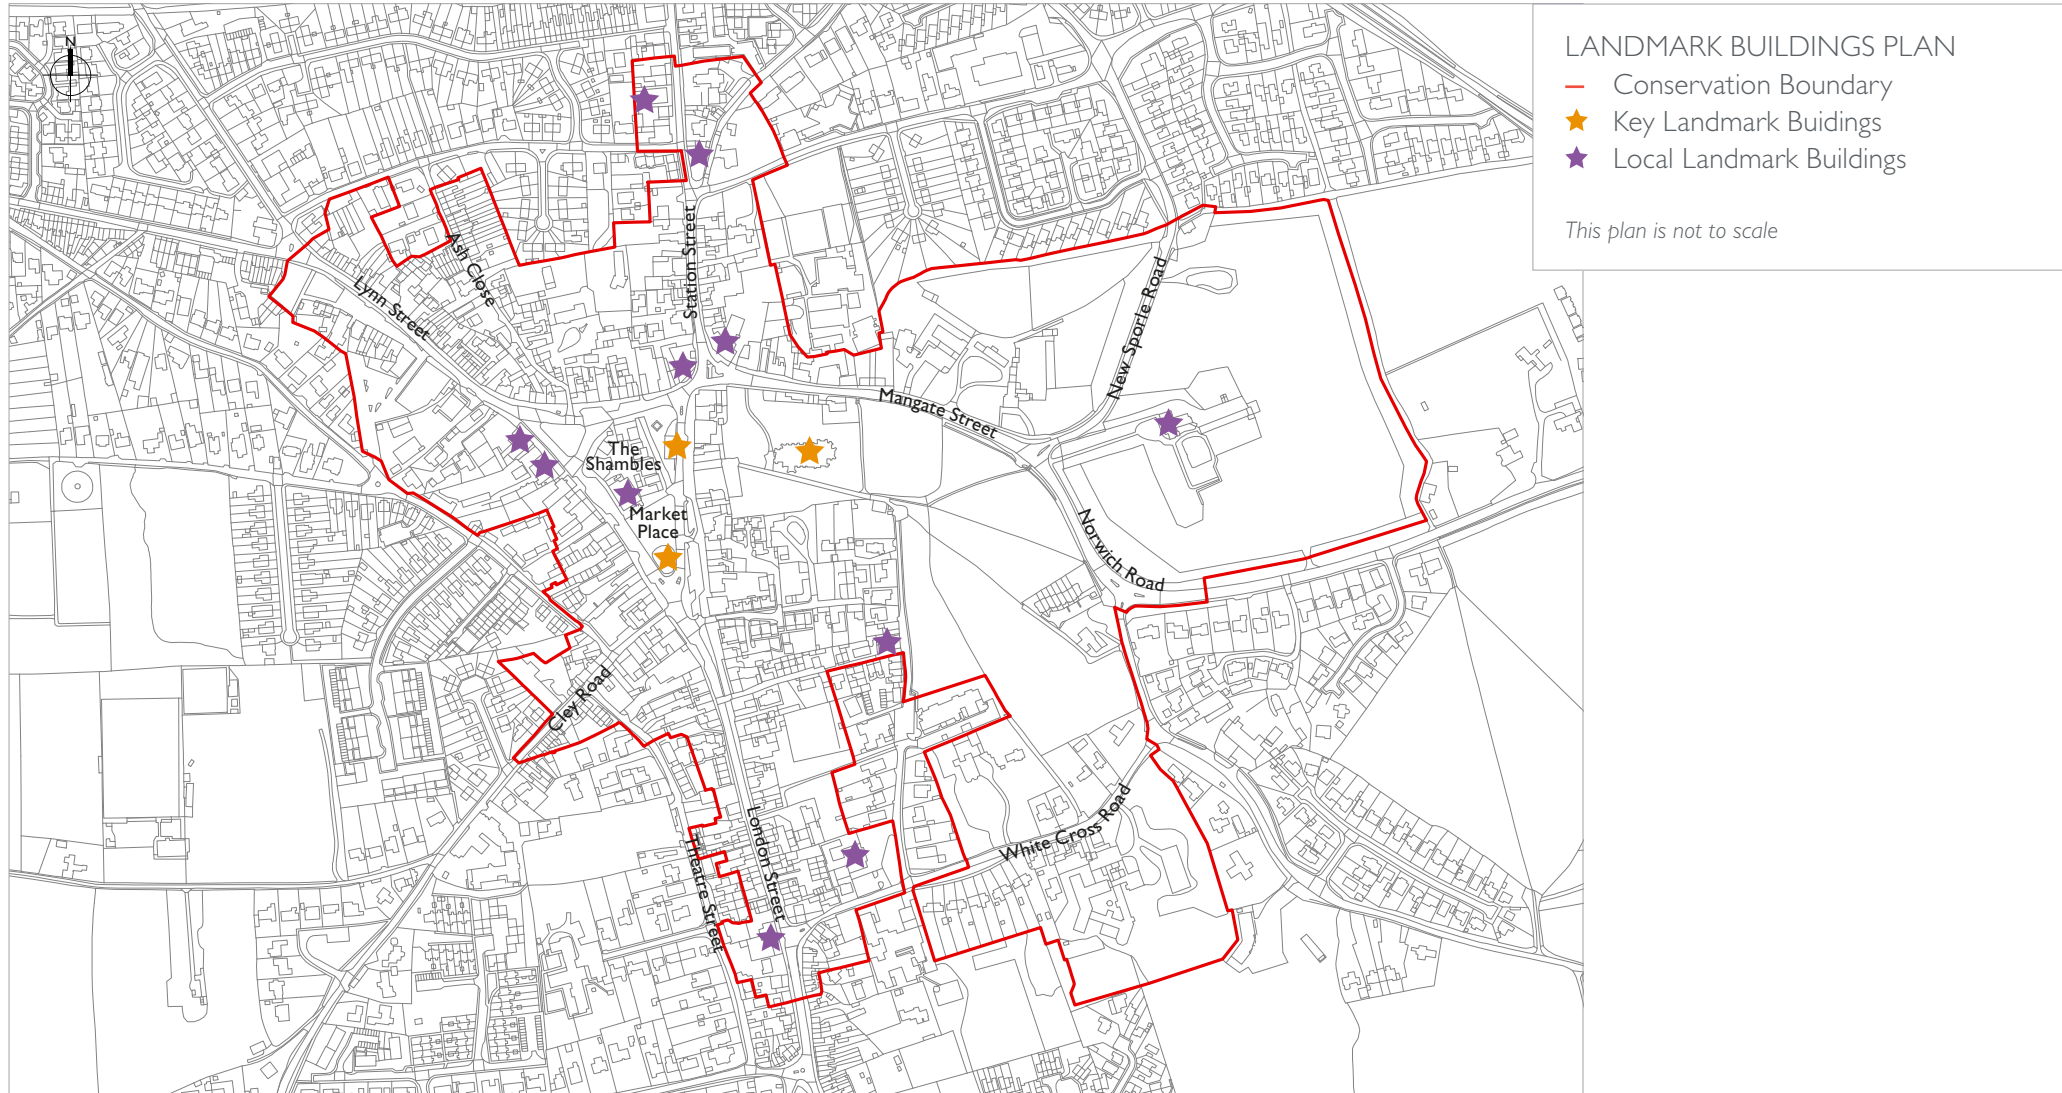 N
LANDMARK BUILDINGS PLAN
Conservation Boundary
Key Landmark Buidings
Local Landmark Buildings
This plan is not to scale
Station Street
Ash Close
Lynn Street
New Sporle Road
Mangate Street
The
Shambles
Market
Place
Norwich Road
Cley Road
London Street
Theatre Street
White Cross Road